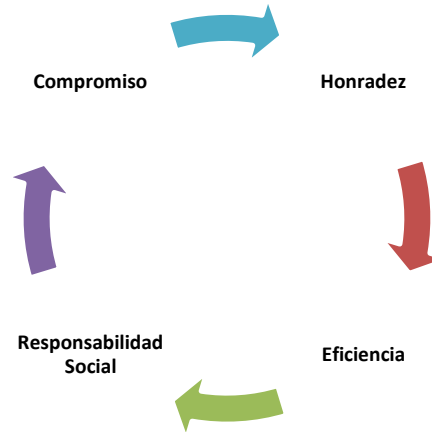 Compromiso
Honradez
Responsabilidad
Social
Eficiencia